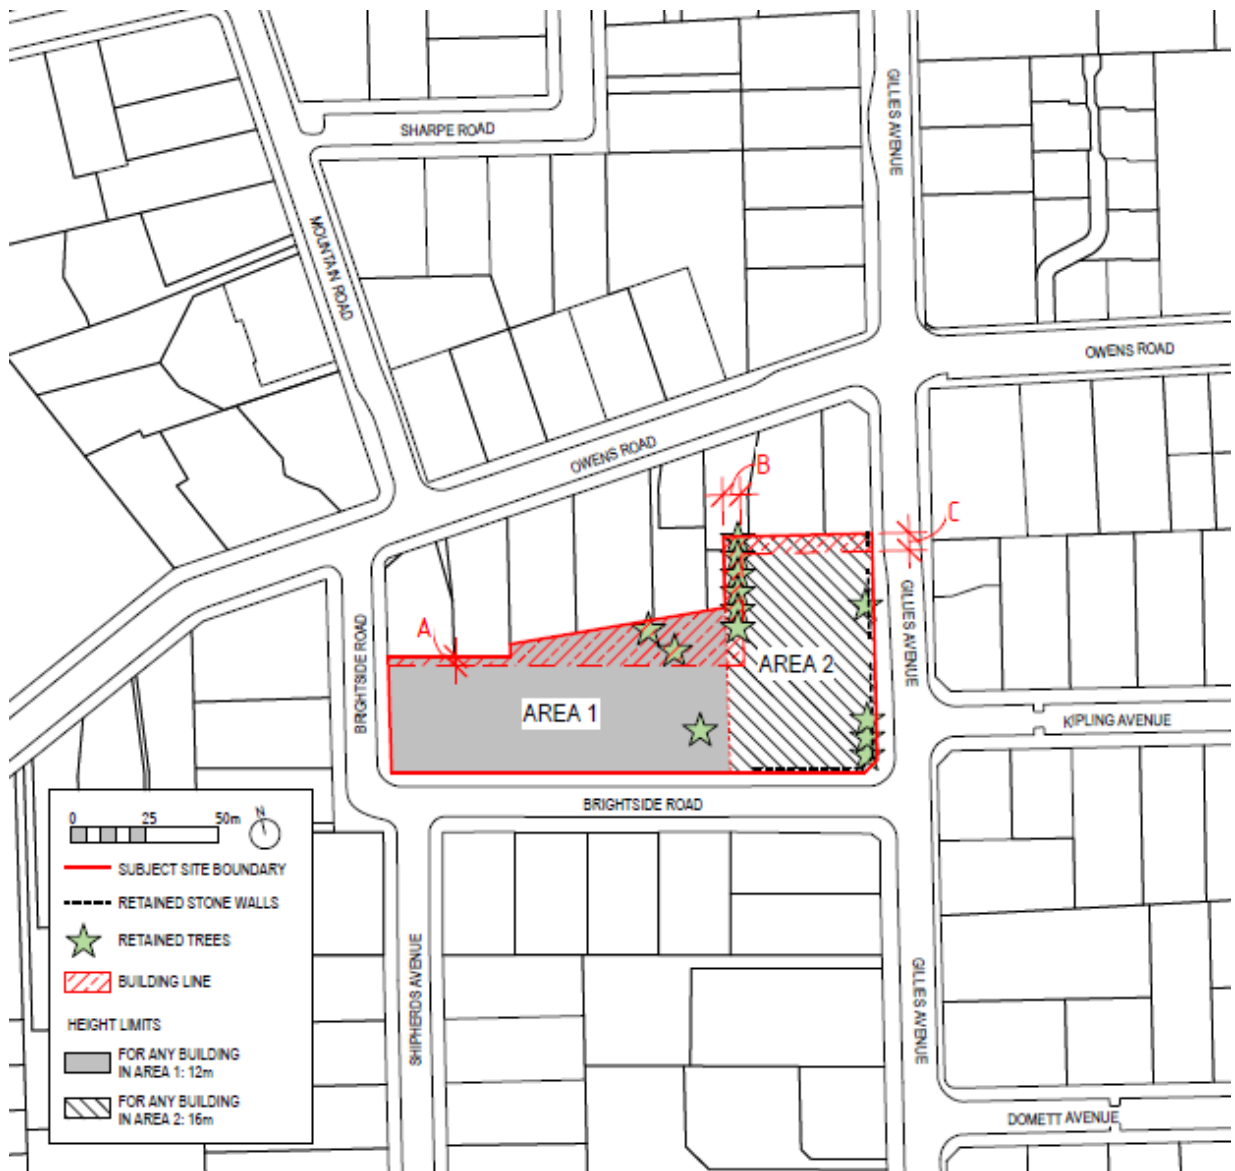 SHARPE ROAD
GILLIES AVENUE
MOUNTAIN ROAD
OWENS ROAD
OWENS ROAD
B
C
A
BRIGHTSIDE ROAD
GILLIES AVENUE
AREA 2
AREA 1
KIPLING AVENUE
BRIGHTSIDE ROAD
0 25 50m
N
SUBJECT SITE BOUNDARY
RETAINED STONE WALLS
RETAINED TREES
BUILDING LINE
HEIGHT LIMITS
FOR ANY BUILDING
IN AREA 1: 12m
FOR ANY BUILDING
IN AREA 2: 16m
SHIPHERDS AVENUE
GILLIES AVENUE
DOMETT AVENUE